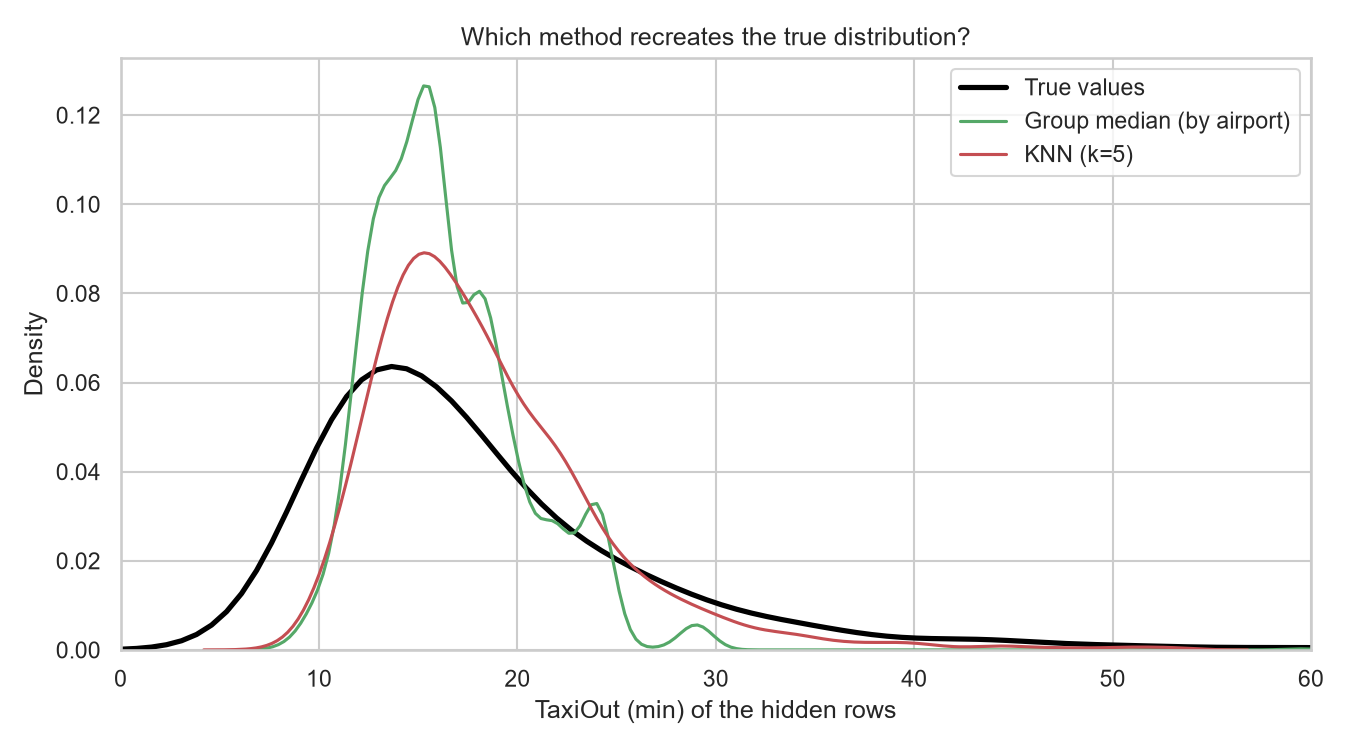 Which method recreates the true distribution?
True values
Group median (by airport)
KNN (k=5)
0.12
0.10
0.08
0.06
0.04
0.02
0.00
Density
0 10 20 30 40 50 60
TaxiOut (min) of the hidden rows